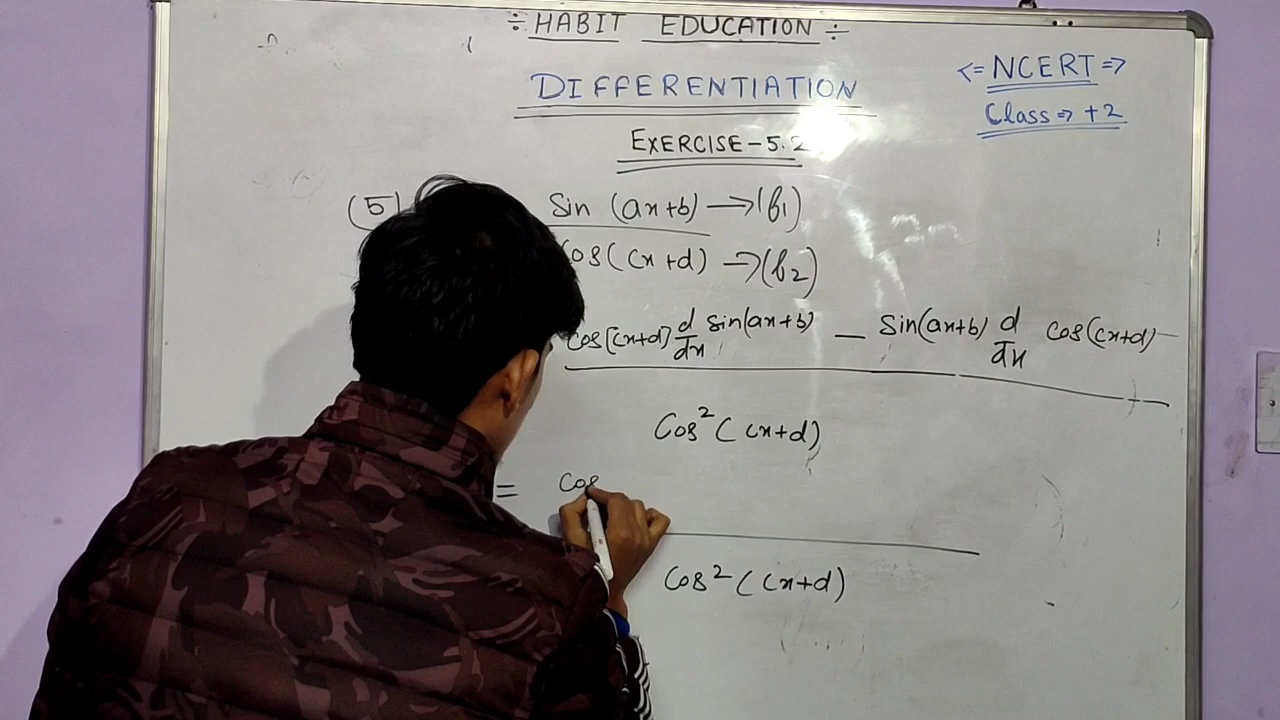 ÷ HABIT EDUCATION ÷
DIFFERENTIATION
<= NCERT =>
Class => +2
EXERCISE-5.2
(5) sin (ax+b) → (f1)
cos(cx+d) → (f2)
cos(cx+d) d/dx sin(ax+b) — sin(ax+b) d/dx cos(cx+d)
Cos² (cx+d)
= cos
Cos² (cx+d)